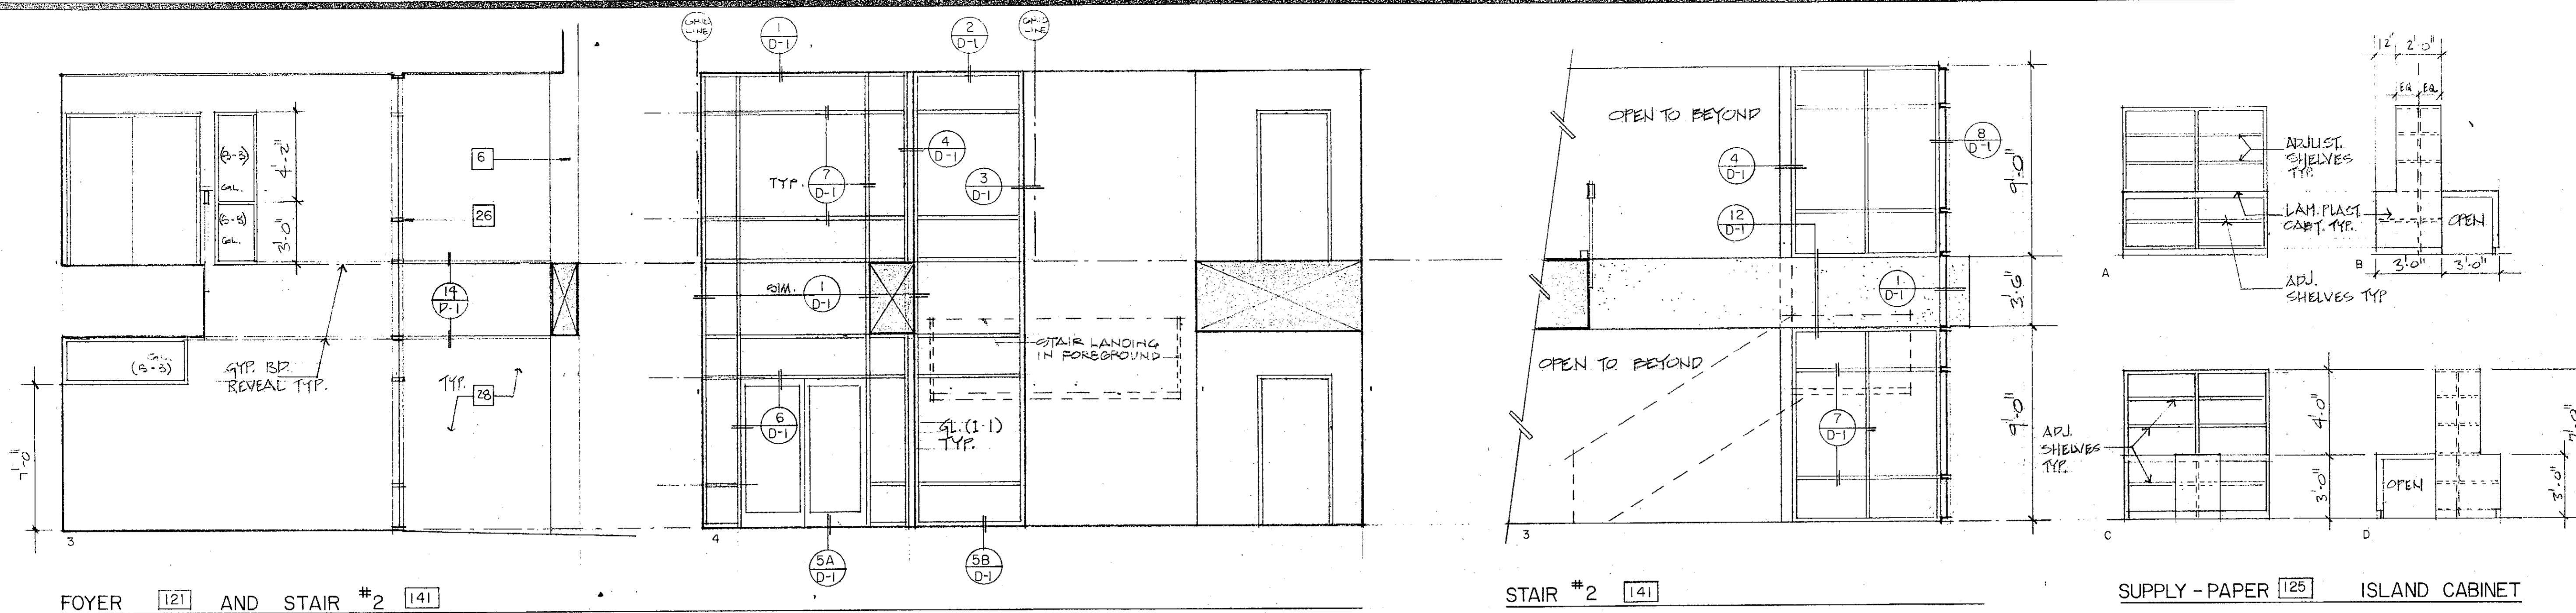 (S-3)
GL.
(S-3)
GL.
4'-2"
3'-0"
6
26
14
D-1
(S-3)
GYP. BD.
REVEAL TYP.
TYP.
28
7'-0"
3
FOYER 121 AND STAIR #2 141
GRID
LINE
1
D-1
2
D-1
GRID
LINE
4
D-1
TYP.
7
D-1
3
D-1
SIM.
1
D-1
STAIR LANDING
IN FOREGROUND
6
D-1
GL.(1-1)
TYP.
4
5A
D-1
5B
D-1
OPEN TO BEYOND
4
D-1
8
D-1
12
D-1
9'-0"
1
D-1
3'-6"
OPEN TO BEYOND
7
D-1
9'-0"
3
STAIR #2 141
12"
2'-0"
EQ
EQ
ADJUST.
SHELVES
TYP.
LAM. PLAST.
CABT. TYP.
OPEN
A
B
3'-0"
3'-0"
ADJ.
SHELVES TYP
ADJ.
SHELVES
TYP.
4'-0"
3'-0"
OPEN
7'-0"
3'-0"
C
D
SUPPLY-PAPER 125 ISLAND CABINET